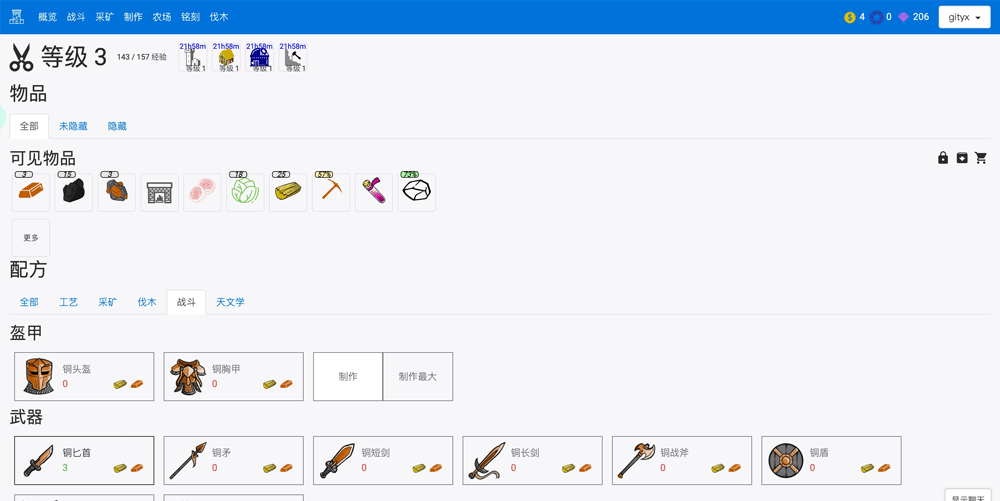 概览 战斗 采矿 制作 农场 铭刻 伐木 4 0 206 gityx
等级 3 143 / 157 经验
21h58m 21h58m 21h58m 21h58m
等级 1 等级 1 等级 1 等级 1
物品
全部 未隐藏 隐藏
可见物品
3 15 3 18 25 57% 73%
更多
配方
全部 工艺 采矿 伐木 战斗 天文学
盔甲
铜头盔 铜胸甲 制作 制作最大
0 0
武器
铜匕首 铜矛 铜短剑 铜长剑 铜战斧 铜盾
3 0 0 0 0 0
显示聊天